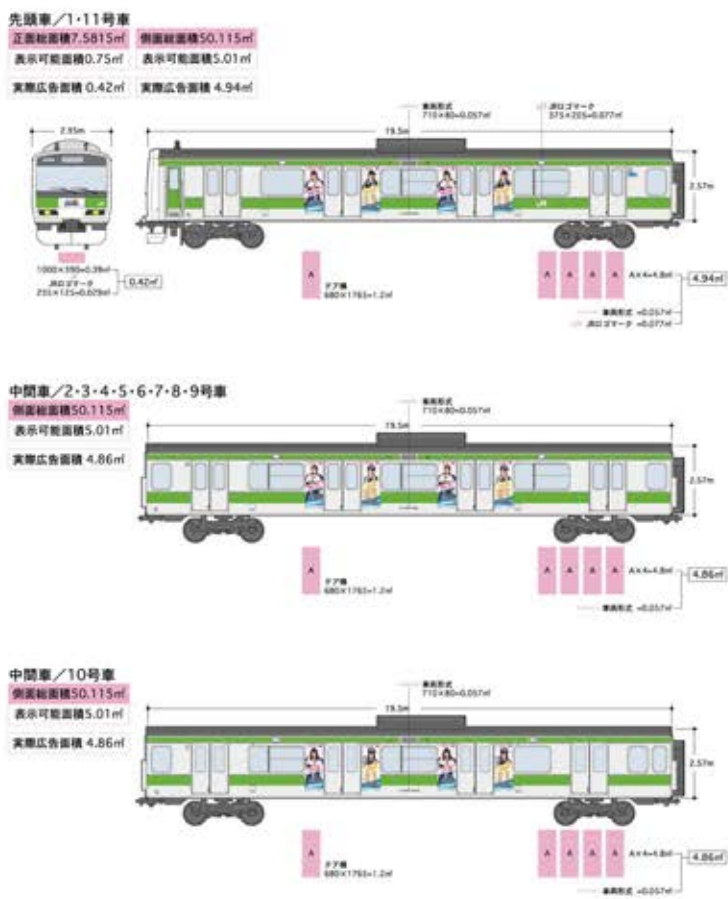 先頭車／1・11号車
正面総面積7.5815㎡ 側面総面積50.115㎡
表示可能面積0.75㎡ 表示可能面積5.01㎡
実際広告面積 0.42㎡ 実際広告面積 4.94㎡
車両形式
710×80=0.057㎡
JRロゴマーク
375×205=0.077㎡
2.95m
19.5m
2.57m
1000×390=0.39㎡
JRロゴマーク
235×125=0.029㎡
0.42㎡
A
ドア横
680×1765=1.2㎡
A A A A A×4=4.8㎡
4.94㎡
車両形式 =0.057㎡
JRロゴマーク =0.077㎡
中間車／2・3・4・5・6・7・8・9号車
側面総面積50.115㎡
表示可能面積5.01㎡
実際広告面積 4.86㎡
車両形式
710×80=0.057㎡
19.5m
2.57m
A
ドア横
680×1765=1.2㎡
A A A A A×4=4.8㎡
4.86㎡
車両形式 =0.057㎡
中間車／10号車
側面総面積50.115㎡
表示可能面積5.01㎡
実際広告面積 4.86㎡
車両形式
710×80=0.057㎡
19.5m
2.57m
A
ドア横
680×1765=1.2㎡
A A A A A×4=4.8㎡
4.86㎡
車両形式 =0.057㎡